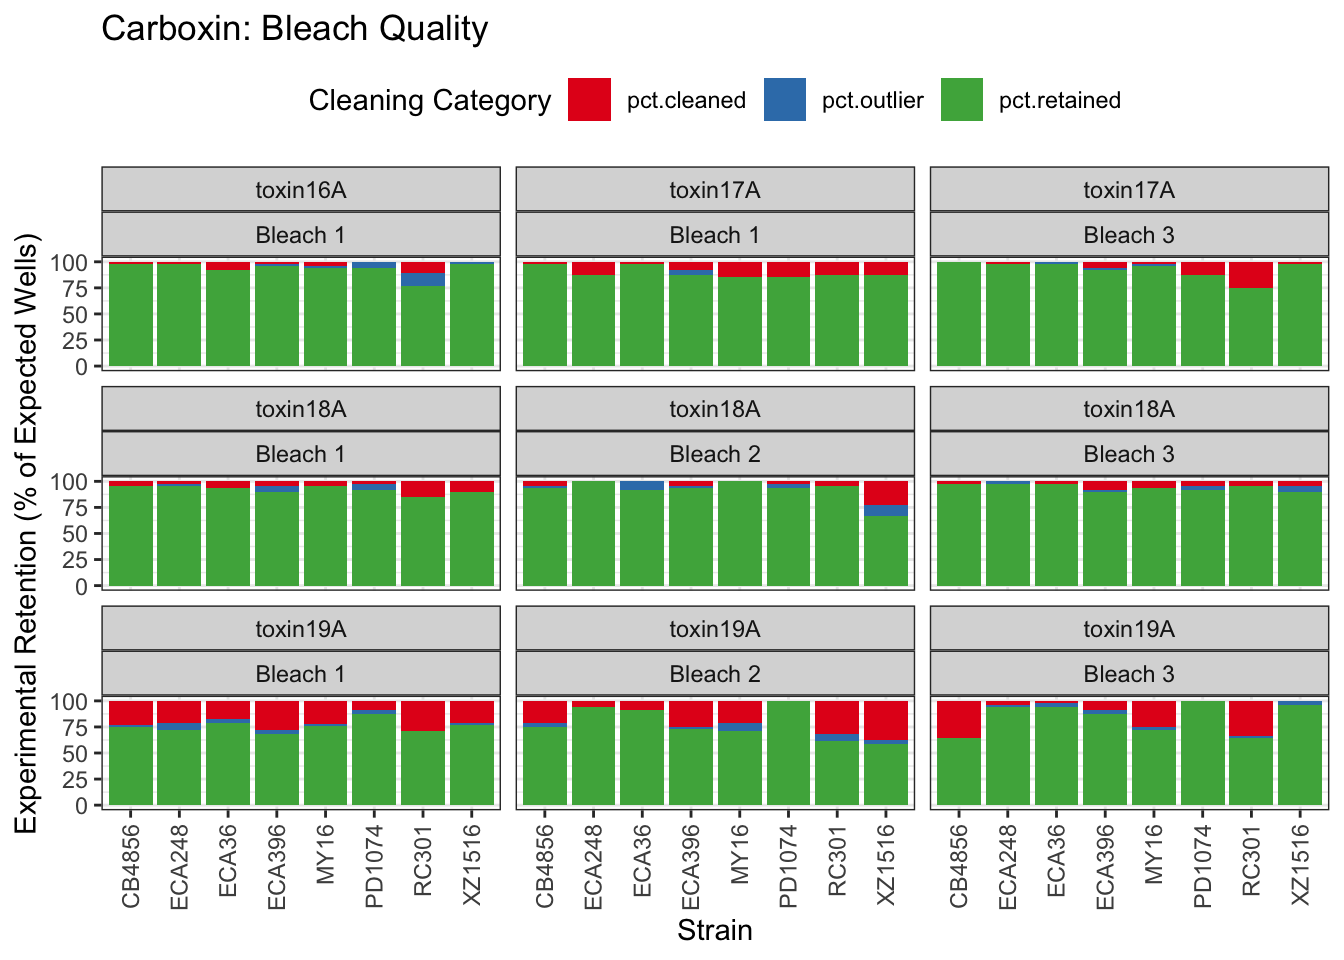 Carboxin: Bleach Quality
Cleaning Category pct.cleaned pct.outlier pct.retained
toxin16A toxin17A toxin17A
Bleach 1 Bleach 1 Bleach 3
100
75
50
25
0
toxin18A toxin18A toxin18A
Bleach 1 Bleach 2 Bleach 3
100
75
50
25
0
toxin19A toxin19A toxin19A
Bleach 1 Bleach 2 Bleach 3
100
75
50
25
0
Experimental Retention (% of Expected Wells)
CB4856 ECA248 ECA36 ECA396 MY16 PD1074 RC301 XZ1516 CB4856 ECA248 ECA36 ECA396 MY16 PD1074 RC301 XZ1516 CB4856 ECA248 ECA36 ECA396 MY16 PD1074 RC301 XZ1516
Strain